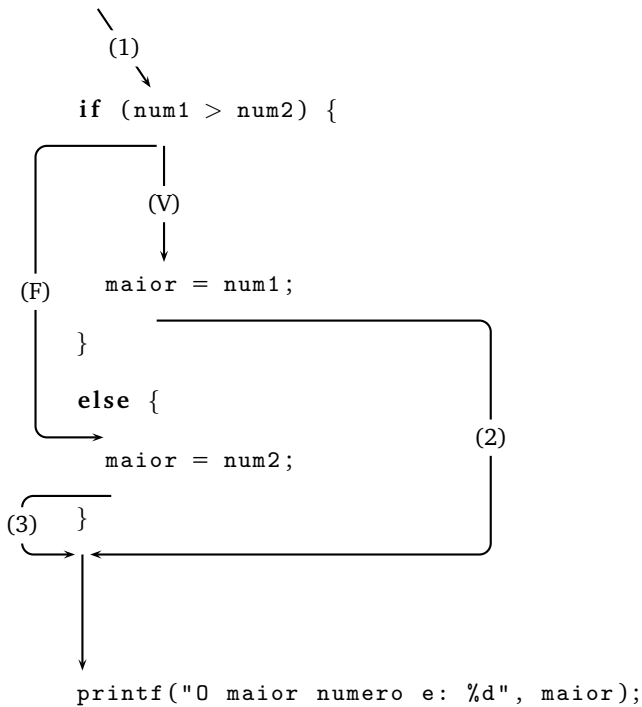 (1)
if (num1 > num2) {
(V)
(F)
maior = num1;
}
else {
(2)
maior = num2;
(3)
}
printf("O maior numero e: %d", maior);